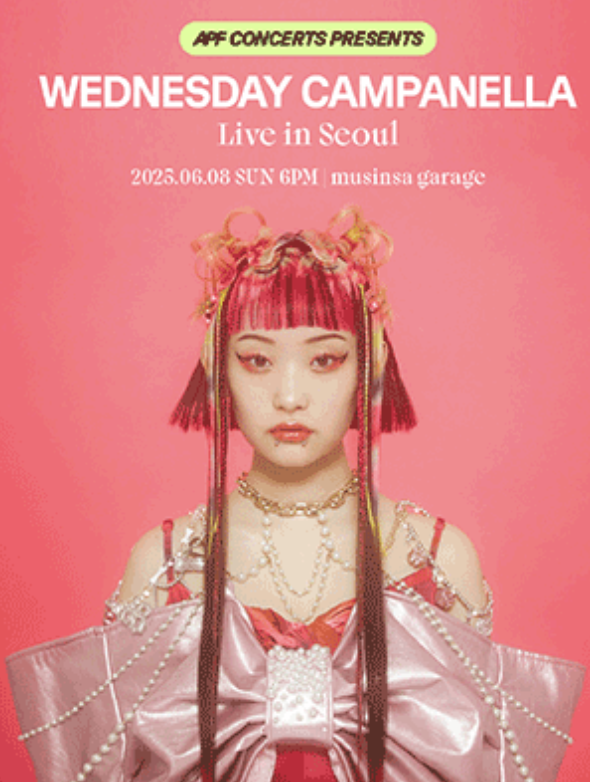 APF CONCERTS PRESENTS
WEDNESDAY CAMPANELLA
Live in Seoul
2025.06.08 SUN 6PM | musinsa garage